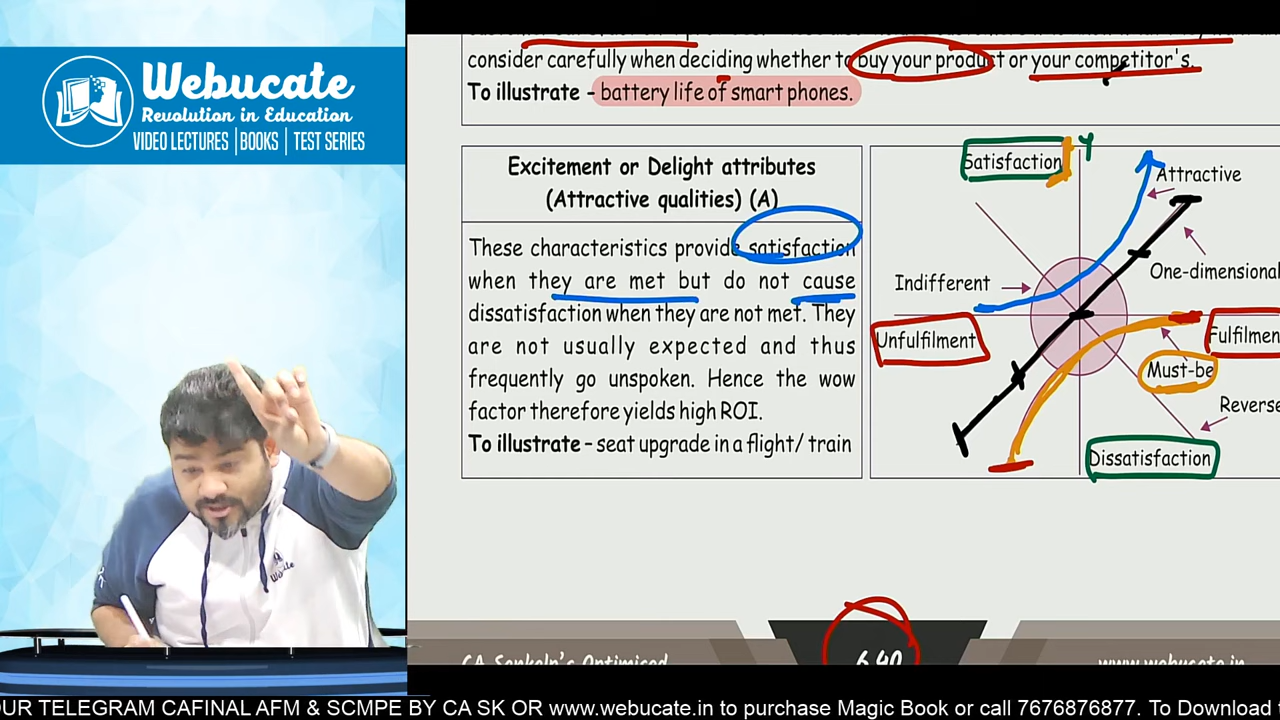 Webucate
Revolution in Education
VIDEO LECTURES | BOOKS | TEST SERIES
consider carefully when deciding whether to buy your product or your competitor's.
To illustrate - battery life of smart phones.
Excitement or Delight attributes
(Attractive qualities) (A)
These characteristics provide satisfaction
when they are met but do not cause
dissatisfaction when they are not met. They
are not usually expected and thus
frequently go unspoken. Hence the wow
factor therefore yields high ROI.
To illustrate – seat upgrade in a flight/ train
Satisfaction
Y
Attractive
Indifferent
One-dimensional
Unfulfilment
Fulfilmen
Must-be
Reverse
Dissatisfaction
Webucate
6.40
www.webucate.in
OUR TELEGRAM CAFINAL AFM & SCMPE BY CA SK OR www.webucate.in to purchase Magic Book or call 7676876877. To Download